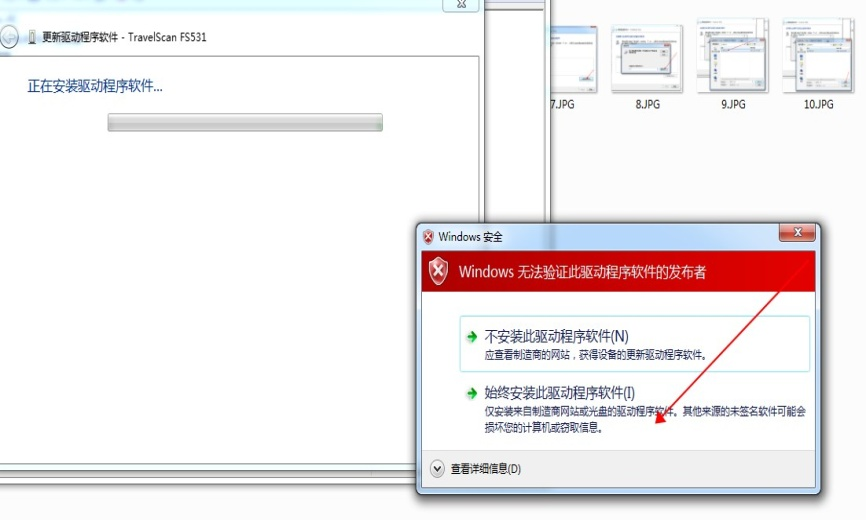 更新驱动程序软件 - TravelScan FS531
正在安装驱动程序软件...
7.JPG
8.JPG
9.JPG
10.JPG
Windows 安全
Windows 无法验证此驱动程序软件的发布者
不安装此驱动程序软件(N)
应查看制造商的网站，获得设备的更新驱动程序软件。
始终安装此驱动程序软件(I)
仅安装来自制造商网站或光盘的驱动程序软件。其他来源的未签名软件可能会
损坏您的计算机或窃取信息。
查看详细信息(D)